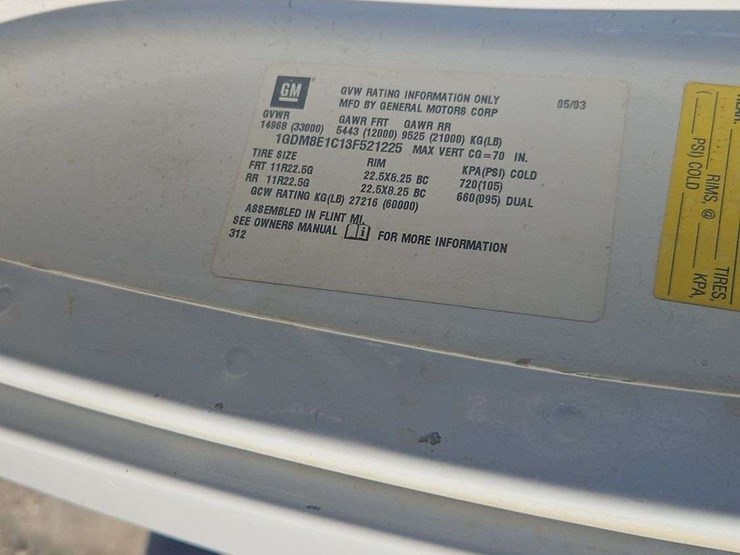 GM
GVW RATING INFORMATION ONLY 05/03
MFD BY GENERAL MOTORS CORP
GVWR GAWR FRT GAWR RR
14968 (33000) 5443 (12000) 9525 (21000) KG(LB)
1GDM8E1C13F521225 MAX VERT CG=70 IN.
TIRE SIZE RIM KPA(PSI) COLD
FRT 11R22.5G 22.5X8.25 BC 720(105)
RR 11R22.5G 22.5X8.25 BC 660(095) DUAL
GCW RATING KG(LB) 27216 (60000)
ASSEMBLED IN FLINT MI,
SEE OWNERS MANUAL FOR MORE INFORMATION
312
TIRES,
RIMS, @ KPA,
( PSI) COLD